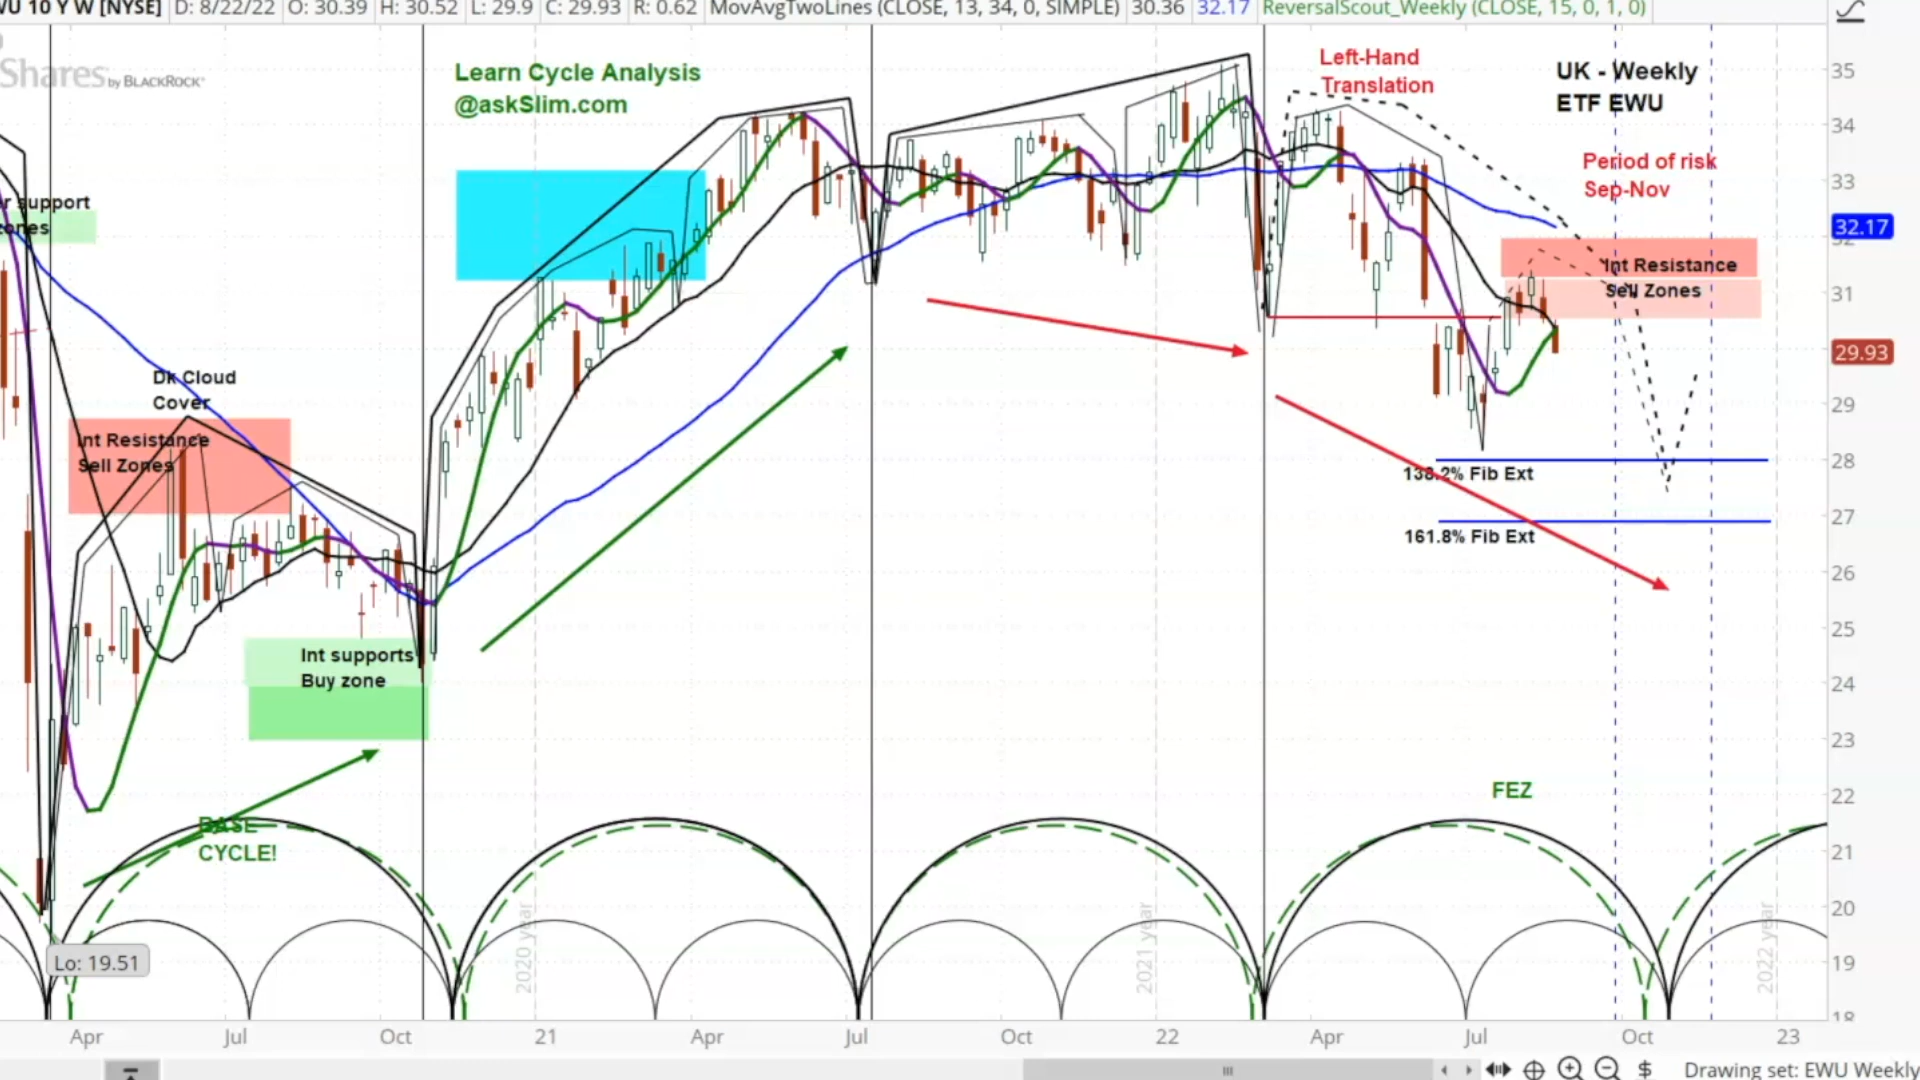 WU 10 Y W [NYSE] D: 8/22/22 O: 30.39 H: 30.52 L: 29.9 C: 29.93 R: 0.62 MovAvgTwoLines (CLOSE, 13, 34, 0, SIMPLE) 30.36 32.17 ReversalScout_Weekly (CLOSE, 15, 0, 1, 0)
Shares by BLACKROCK®
Learn Cycle Analysis
@askSlim.com
Left-Hand
Translation
UK - Weekly
ETF EWU
Period of risk
Sep-Nov
r support
zones
Int Resistance
Sell Zones
Dk Cloud
Cover
Int Resistance
Sell Zones
138.2% Fib Ext
161.8% Fib Ext
Int supports
Buy zone
FEZ
BASE
CYCLE!
Lo: 19.51
2020 year
2021 year
2022 year
35
34
33
32.17
32
31
29.93
29
28
27
26
25
24
23
22
21
20
19
18
Apr Jul Oct 21 Apr Jul Oct 22 Apr Jul Oct 23
$ Drawing set: EWU Weekly